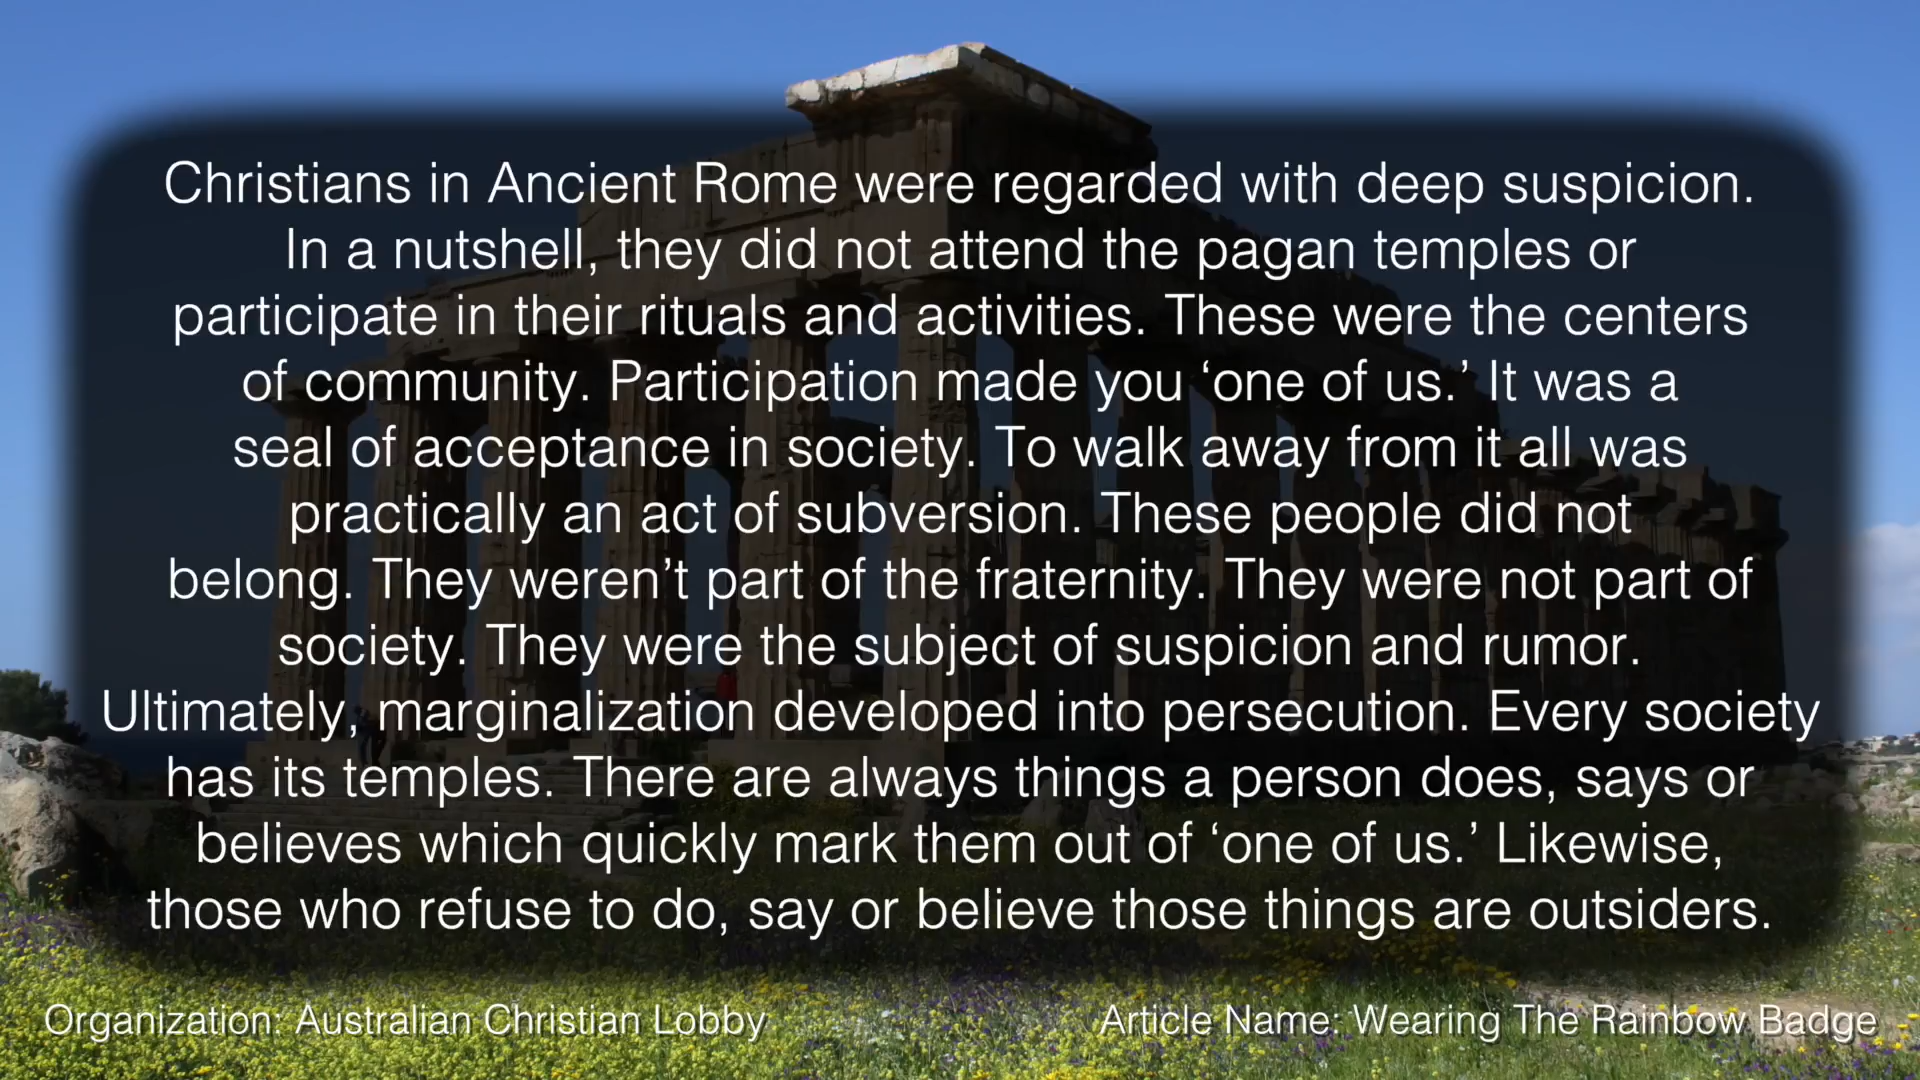 Christians in Ancient Rome were regarded with deep suspicion.
In a nutshell, they did not attend the pagan temples or
participate in their rituals and activities. These were the centers
of community. Participation made you ‘one of us.’ It was a
seal of acceptance in society. To walk away from it all was
practically an act of subversion. These people did not
belong. They weren’t part of the fraternity. They were not part of
society. They were the subject of suspicion and rumor.
Ultimately, marginalization developed into persecution. Every society
has its temples. There are always things a person does, says or
believes which quickly mark them out of ‘one of us.’ Likewise,
those who refuse to do, say or believe those things are outsiders.
Organization: Australian Christian Lobby
Article Name: Wearing The Rainbow Badge